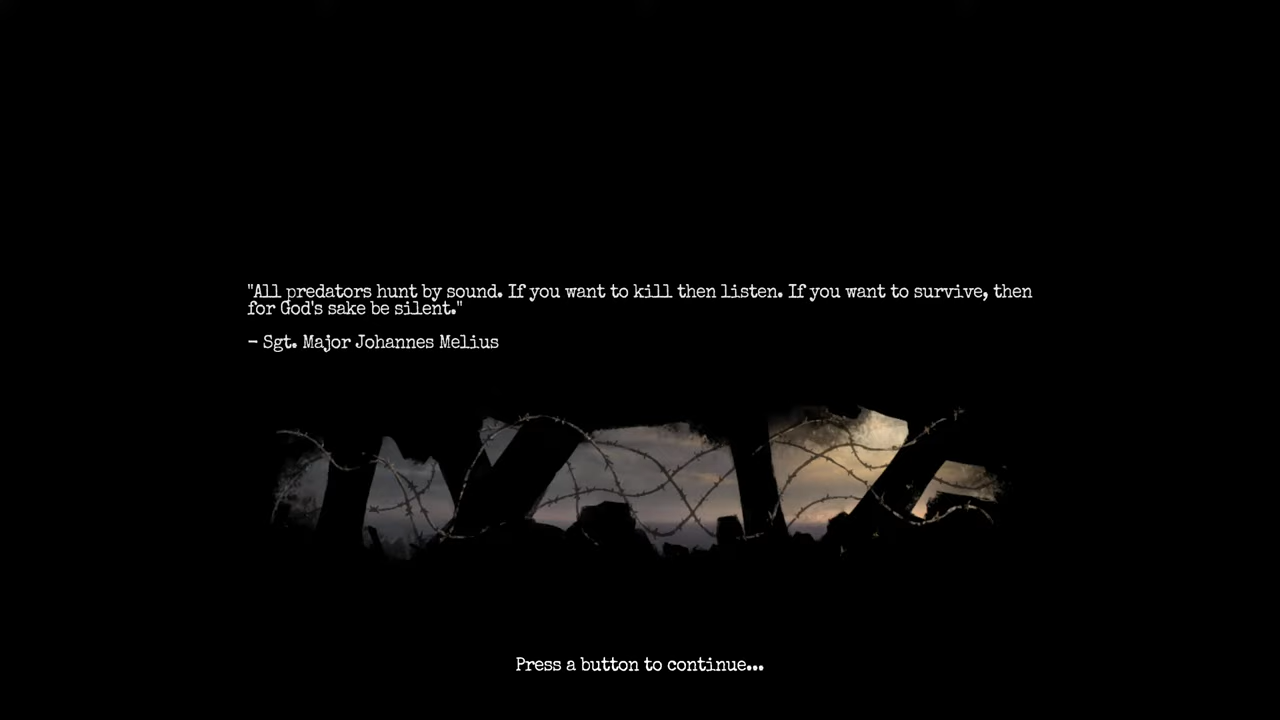 "All predators hunt by sound. If you want to kill then listen. If you want to survive, then
for God's sake be silent."
- Sgt. Major Johannes Melius
Press a button to continue...